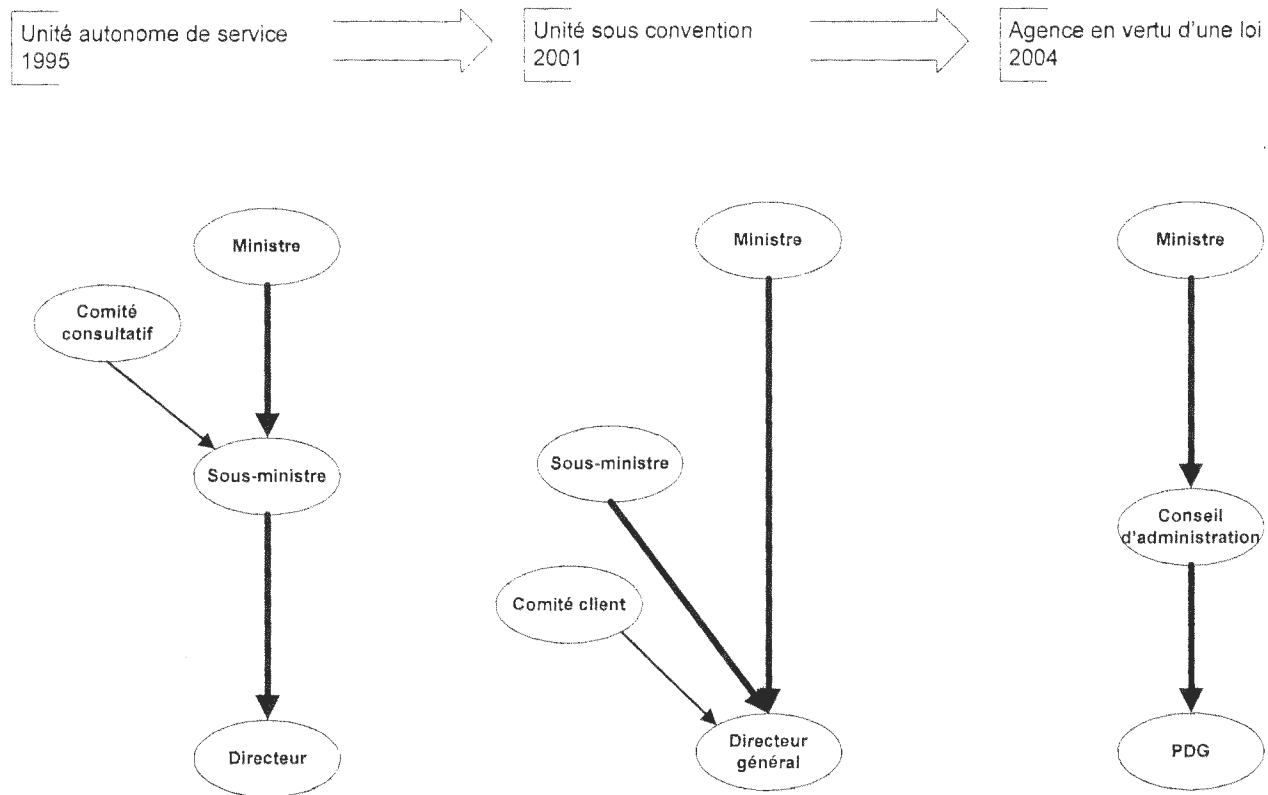 Unité autonome de service
1995
Unité sous convention
2001
Agence en vertu d'une loi
2004
Ministre
Comité
consultatif
Sous-ministre
Directeur
Ministre
Sous-ministre
Comité client
Directeur
général
Ministre
Conseil
d'administration
PDG